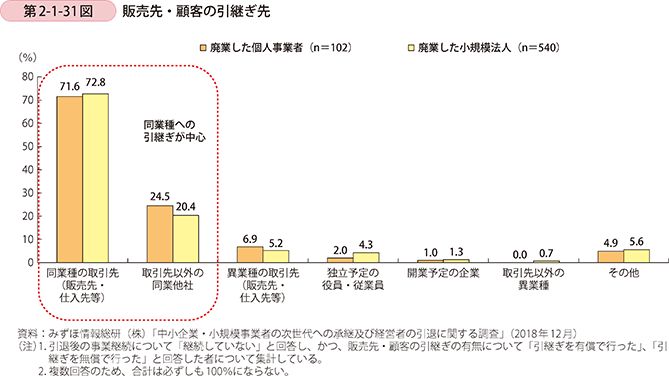 第2-1-31図 販売先・顧客の引継ぎ先
廃業した個人事業者（n＝102） 廃業した小規模法人（n＝540）
（%）
80
70
60
50
40
30
20
10
0
71.6 72.8
24.5 20.4
6.9 5.2
2.0 4.3
1.0 1.3
0.0 0.7
4.9 5.6
同業種への
引継ぎが中心
同業種の取引先
（販売先・
仕入先等）
取引先以外の
同業他社
異業種の取引先
（販売先・
仕入先等）
独立予定の
役員・従業員
開業予定の企業
取引先以外の
異業種
その他
資料：みずほ情報総研（株）「中小企業・小規模事業者の次世代への承継及び経営者の引退に関する調査」（2018年12月）
（注）1. 引退後の事業継続について「継続していない」と回答し、かつ、販売先・顧客の引継ぎの有無について「引継ぎを有償で行った」、「引
継ぎを無償で行った」と回答した者について集計している。
2. 複数回答のため、合計は必ずしも100％にならない。